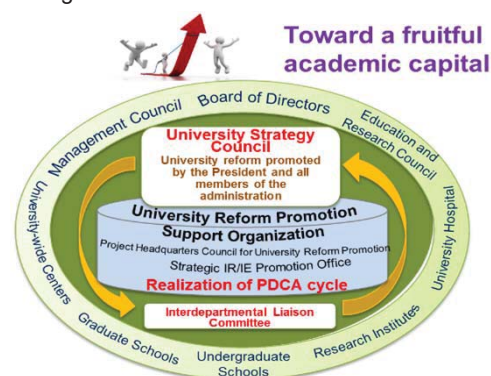 Toward a fruitful
academic capital
Management Council
Board of Directors
Education and
Research Council
University Strategy
Council
University reform promoted
by the President and all
members of the
administration
University-wide Centers
University Hospital
University Reform Promotion
Support Organization
Project Headquarters Council for University Reform Promotion
Strategic IR/IE Promotion Office
Realization of PDCA cycle
Interdepartmental Liaison
Committee
Graduate Schools
Undergraduate
Schools
Research Institutes